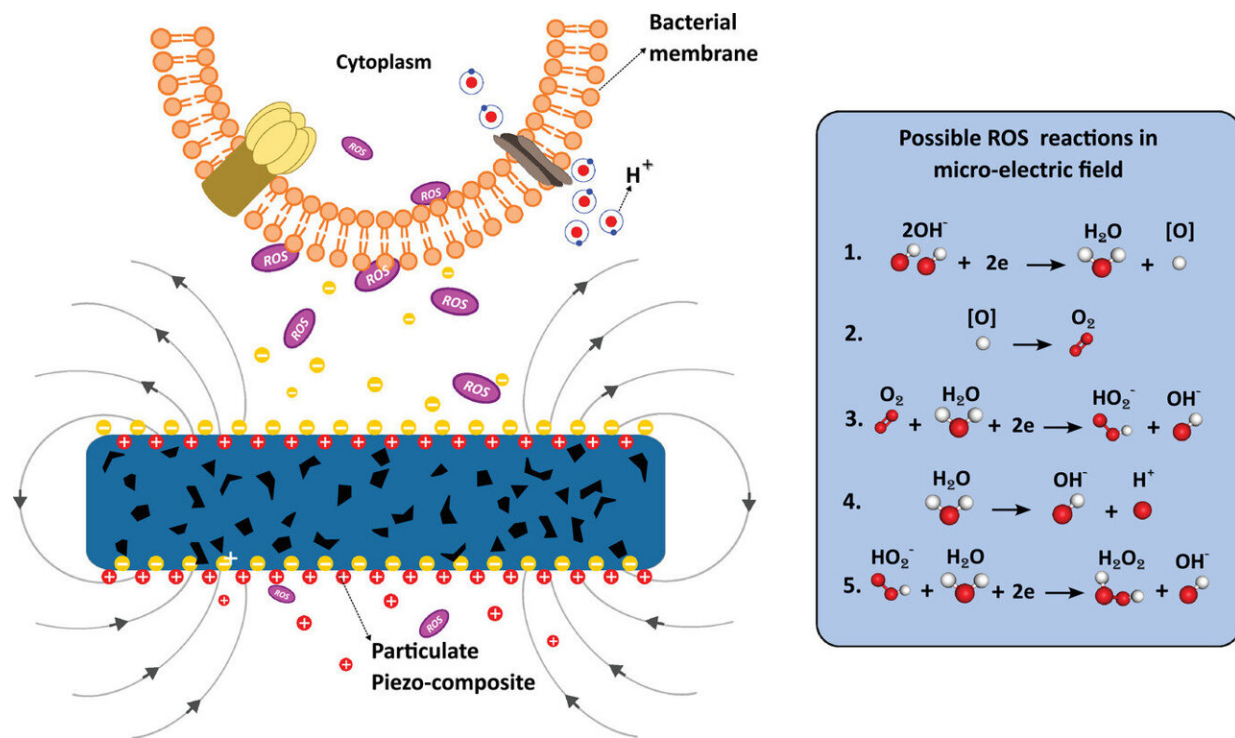 Cytoplasm
Bacterial
membrane
ROS
ROS
H⁺
ROS
ROS
ROS
ROS
ROS
ROS
ROS
Particulate
Piezo-composite
Possible ROS reactions in
micro-electric field
2OH⁻ H₂O [O]
1. + 2e → +
[O] O₂
2. →
O₂ H₂O HO₂⁻ OH⁻
3. + + 2e → +
H₂O OH⁻ H⁺
4. → +
HO₂⁻ H₂O H₂O₂ OH⁻
5. + + 2e → +